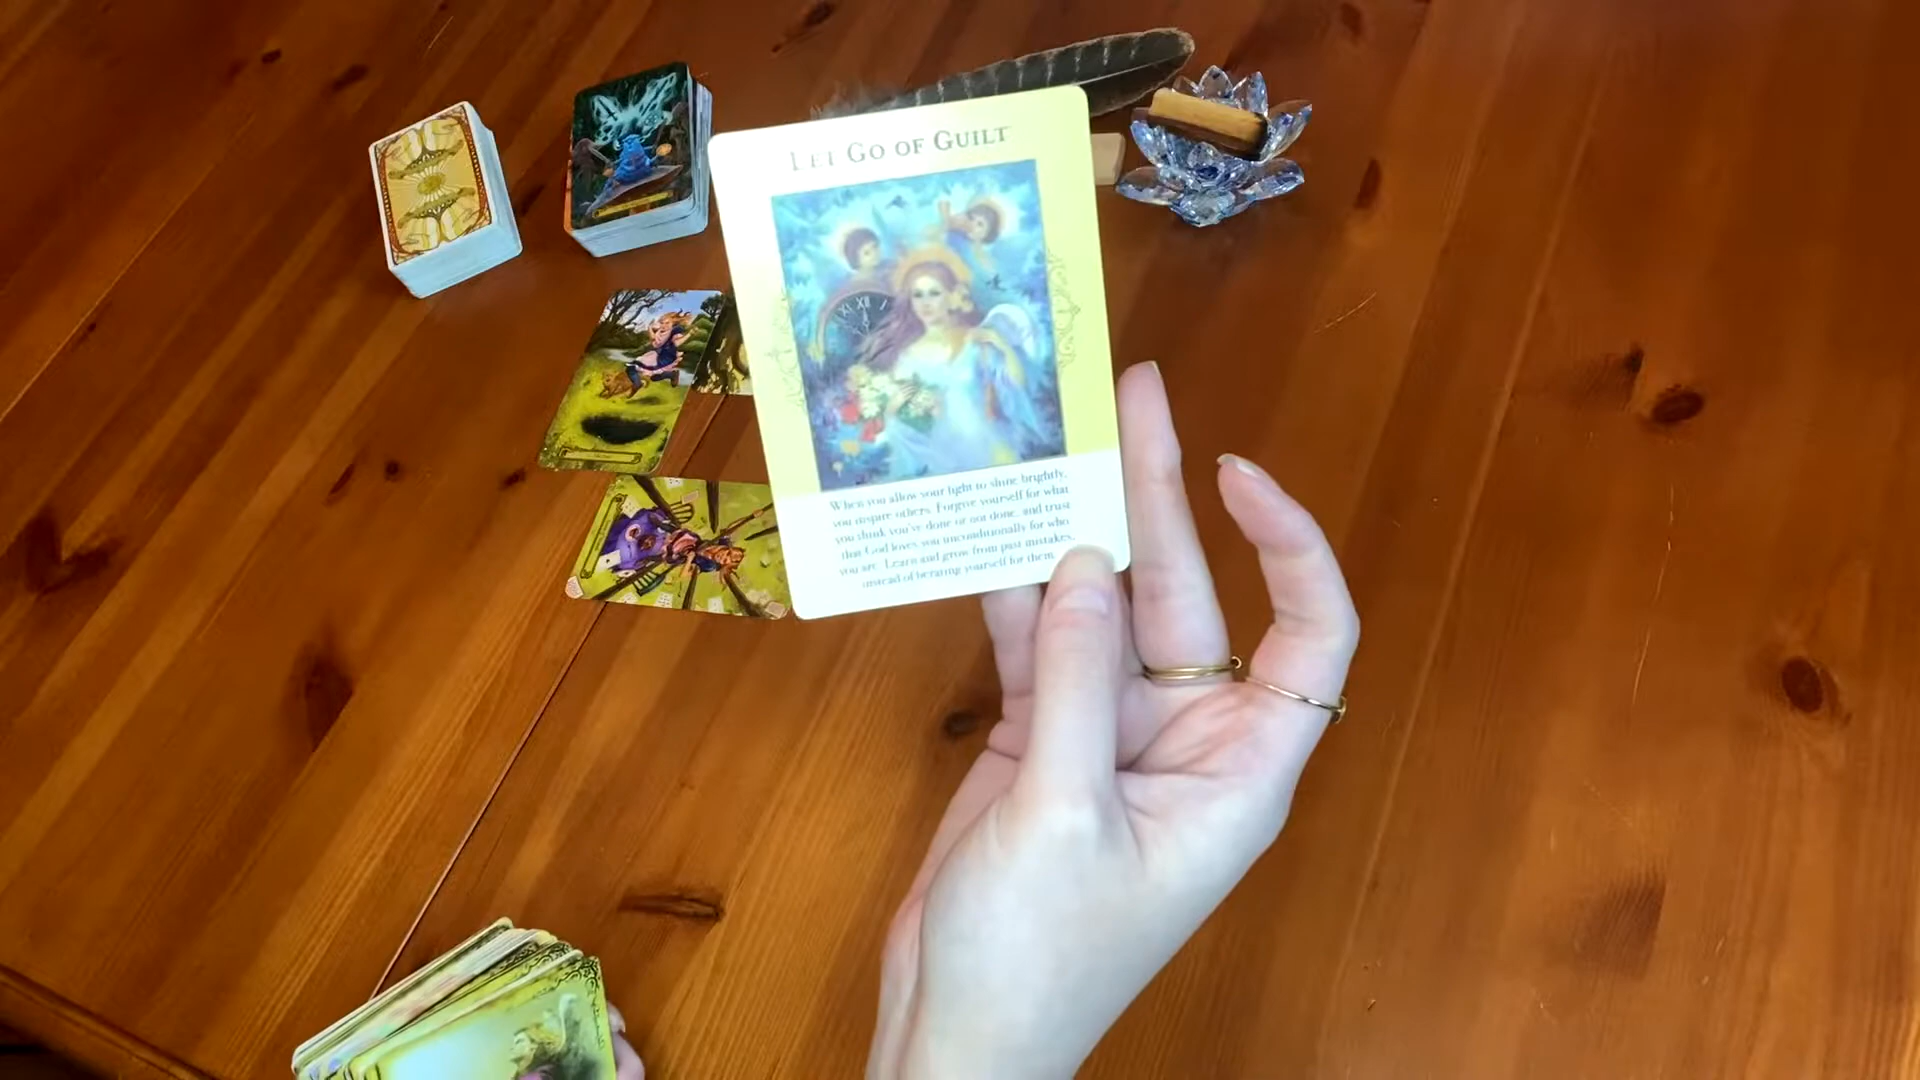 LET GO OF GUILT
XI XII I
When you allow your light to shine brightly,
you inspire others. Forgive yourself for what
you think you've done or not done, and trust
that God loves you unconditionally for who
you are. Learn and grow from past mistakes,
instead of berating yourself for them.